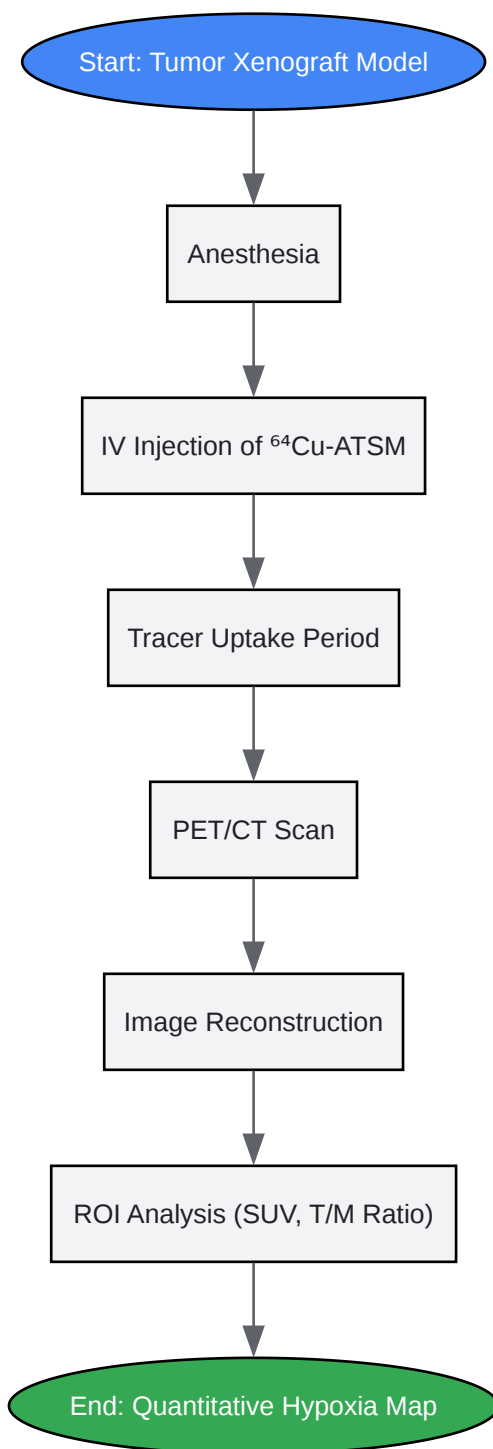 Start: Tumor Xenograft Model
Anesthesia
IV Injection of ⁶⁴Cu-ATSM
Tracer Uptake Period
PET/CT Scan
Image Reconstruction
ROI Analysis (SUV, T/M Ratio)
End: Quantitative Hypoxia Map